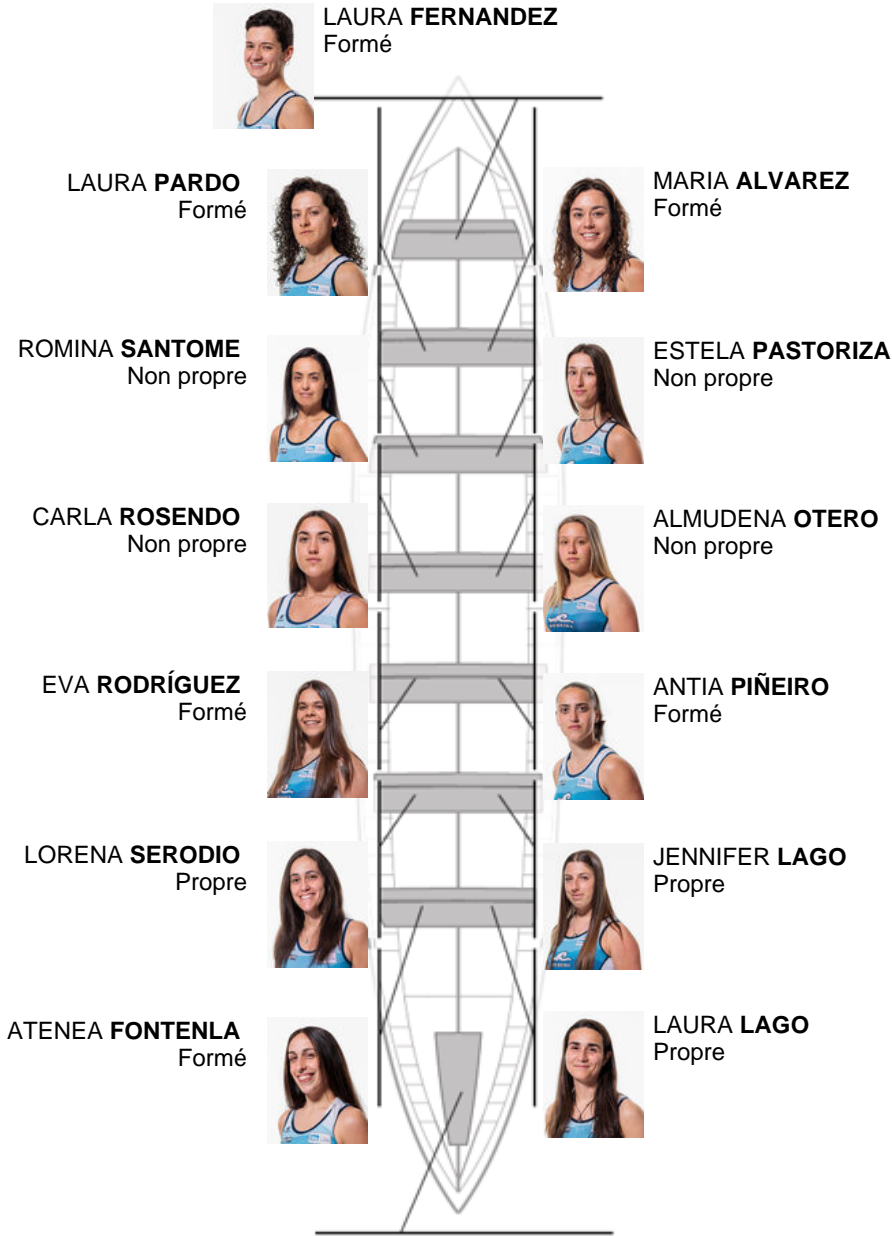 LAURA FERNANDEZ
Formé
LAURA PARDO
Formé
MARIA ALVAREZ
Formé
ROMINA SANTOME
Non propre
ESTELA PASTORIZA
Non propre
CARLA ROSENDO
Non propre
ALMUDENA OTERO
Non propre
EVA RODRÍGUEZ
Formé
ANTIA PIÑEIRO
Formé
LORENA SERODIO
Propre
JENNIFER LAGO
Propre
ATENEA FONTENLA
Formé
LAURA LAGO
Propre